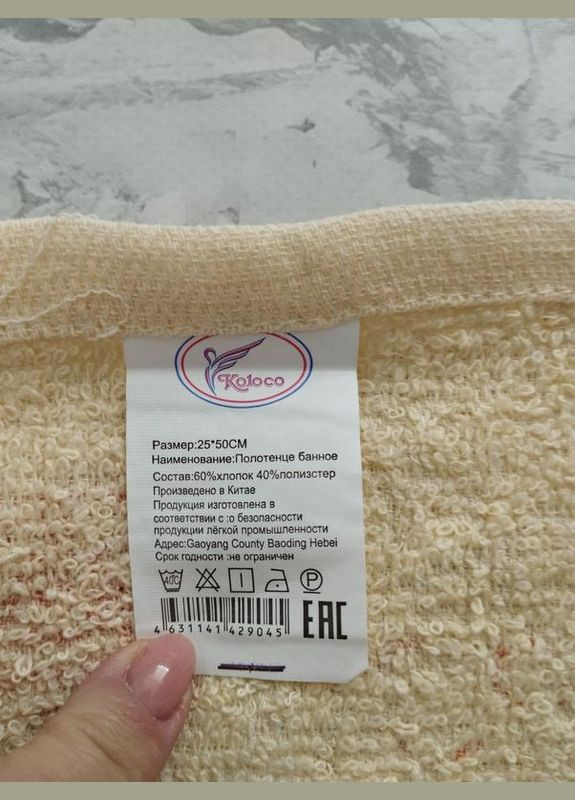 Koloco
Размер:25*50СМ
Наименование:Полотенце банное
Состав:60%хлопок 40%полиэстер
Произведено в Китае
Продукция изготовлена в
соответствии с :о безопасности
продукции лёгкой промышленности
Адрес:Gaoyang County Baoding Hebei
Срок годности :не ограничен
40C P
4 631141 429045 EAC